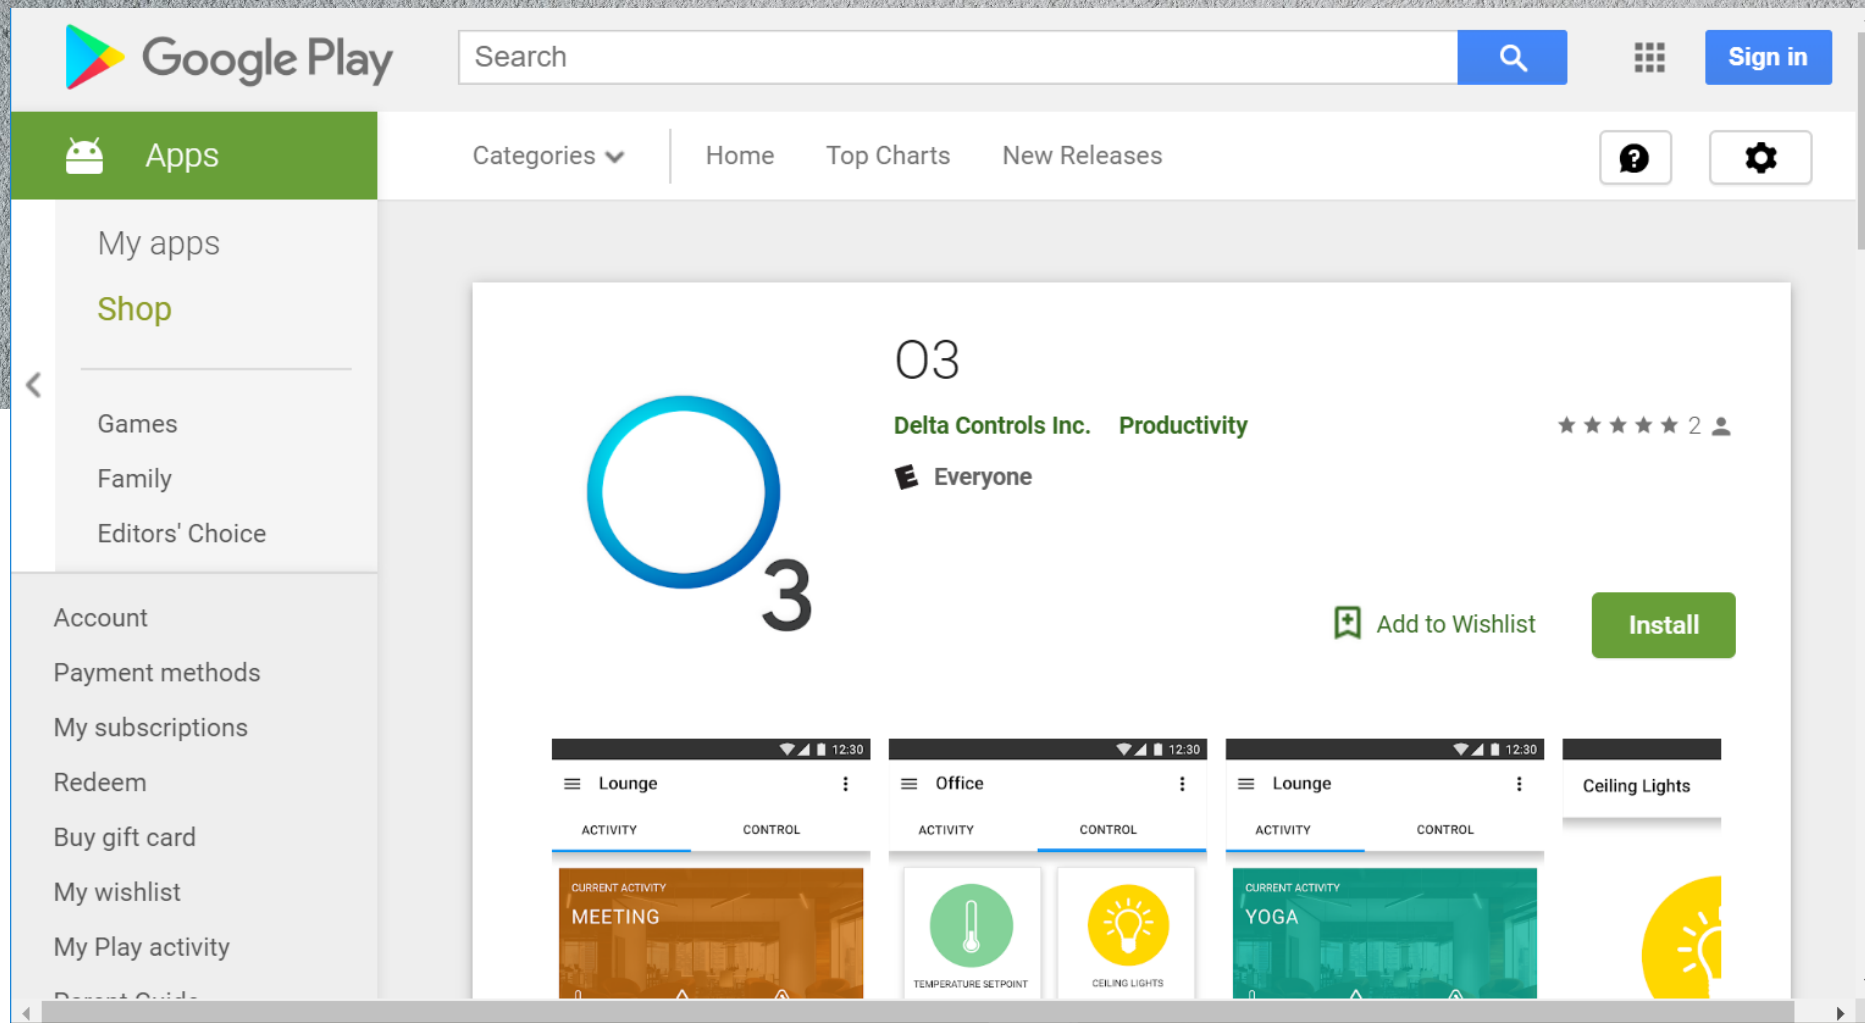 Google Play
Search
Sign in
Apps
Categories
Home
Top Charts
New Releases
?
My apps
Shop
Games
Family
Editors' Choice
Account
Payment methods
My subscriptions
Redeem
Buy gift card
My wishlist
My Play activity
Parent Guide
3
O3
Delta Controls Inc. Productivity
2
E Everyone
Add to Wishlist
Install
12:30
Lounge
ACTIVITY CONTROL
CURRENT ACTIVITY
MEETING
12:30
Office
ACTIVITY CONTROL
TEMPERATURE SETPOINT
CEILING LIGHTS
12:30
Lounge
ACTIVITY CONTROL
CURRENT ACTIVITY
YOGA
Ceiling Lights